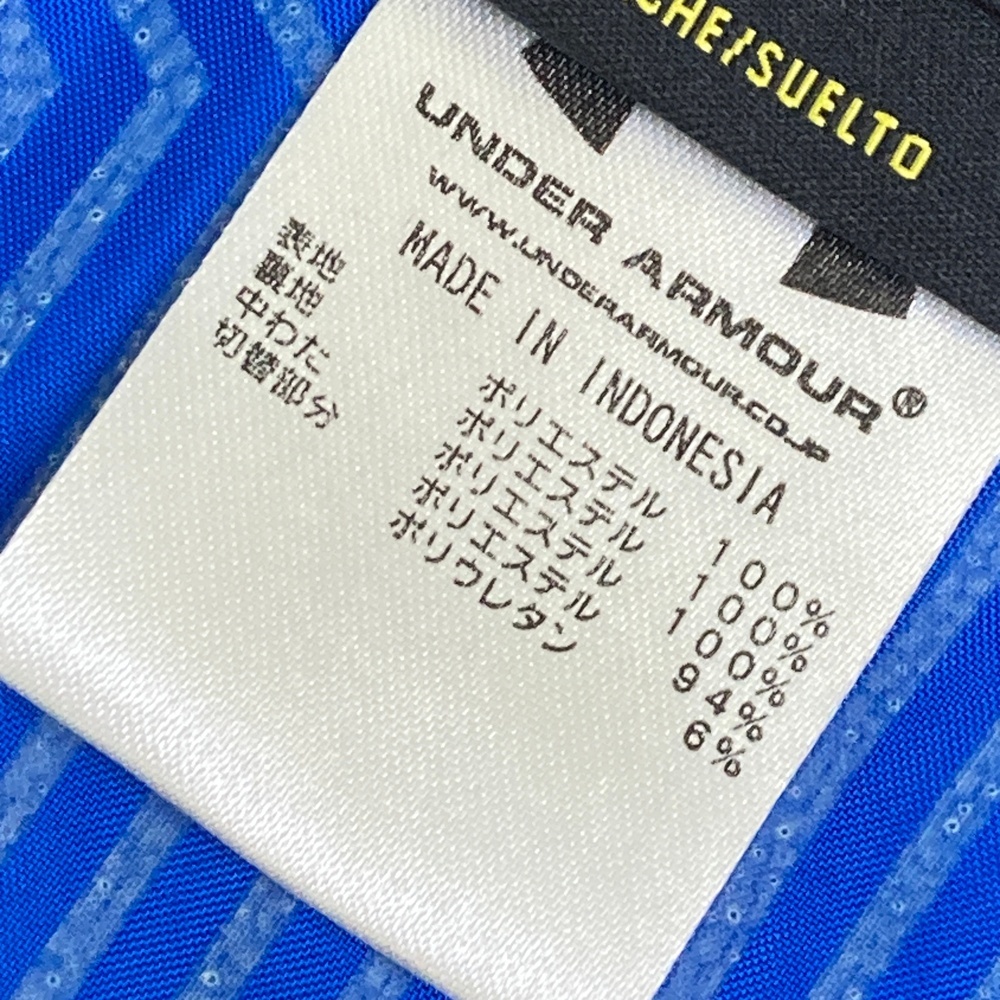 CHE/SUELTO
UNDER ARMOUR®
www.UNDERARMOUR.CO.JP
MADE IN INDONESIA
表地 ポリエステル 100%
裏地 ポリエステル 100%
中わた ポリエステル 100%
切替部分 ポリエステル 94%
ポリウレタン 6%